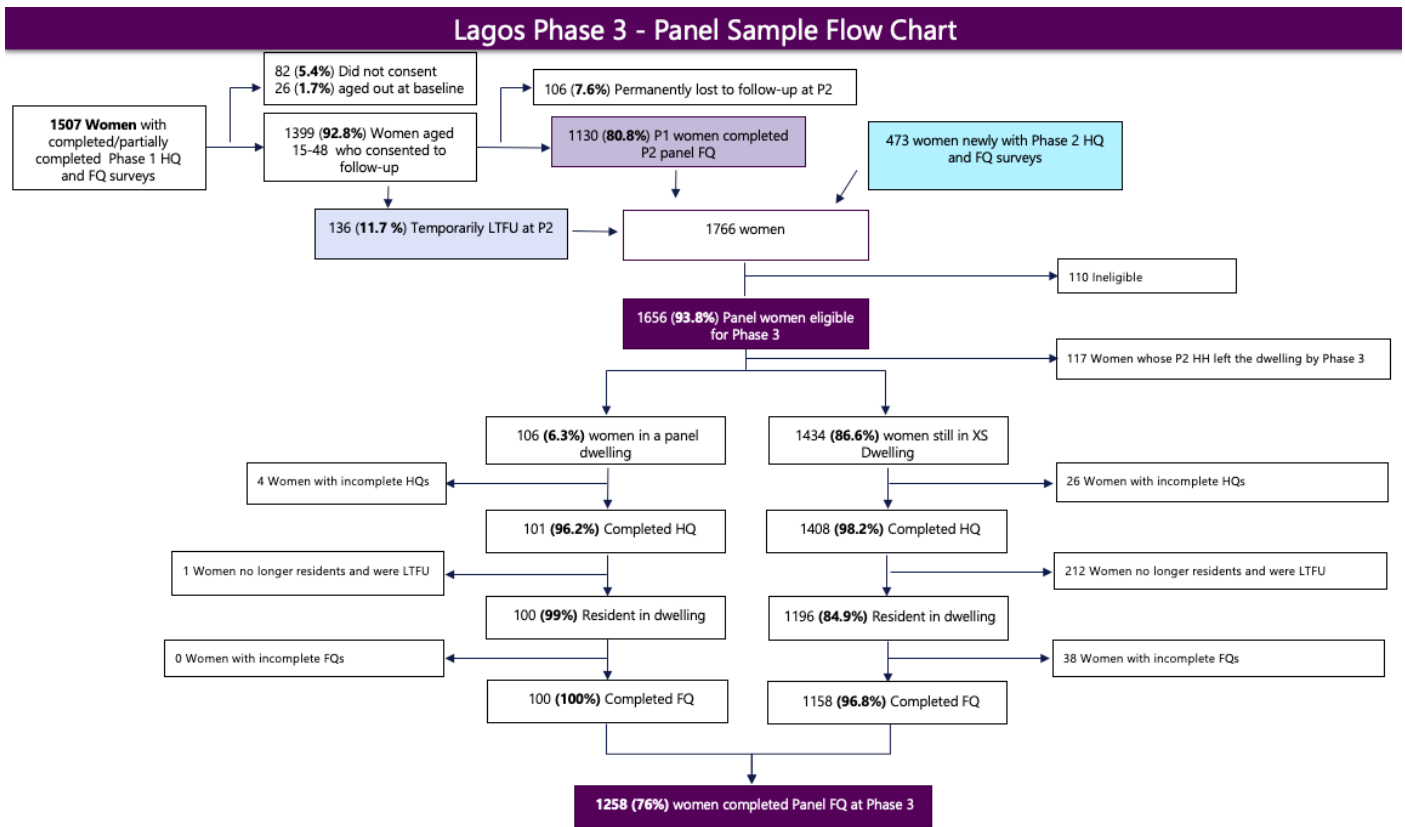 Lagos Phase 3 - Panel Sample Flow Chart
82 (5.4%) Did not consent
26 (1.7%) aged out at baseline
106 (7.6%) Permanently lost to follow-up at P2
1507 Women with
completed/partially
completed Phase 1 HQ
and FQ surveys
1399 (92.8%) Women aged
15-48 who consented to
follow-up
1130 (80.8%) P1 women completed
P2 panel FQ
473 women newly with Phase 2 HQ
and FQ surveys
136 (11.7 %) Temporarily LTFU at P2
1766 women
110 Ineligible
1656 (93.8%) Panel women eligible
for Phase 3
117 Women whose P2 HH left the dwelling by Phase 3
106 (6.3%) women in a panel
dwelling
1434 (86.6%) women still in XS
Dwelling
4 Women with incomplete HQs
26 Women with incomplete HQs
101 (96.2%) Completed HQ
1408 (98.2%) Completed HQ
1 Women no longer residents and were LTFU
212 Women no longer residents and were LTFU
100 (99%) Resident in dwelling
1196 (84.9%) Resident in dwelling
0 Women with incomplete FQs
38 Women with incomplete FQs
100 (100%) Completed FQ
1158 (96.8%) Completed FQ
1258 (76%) women completed Panel FQ at Phase 3